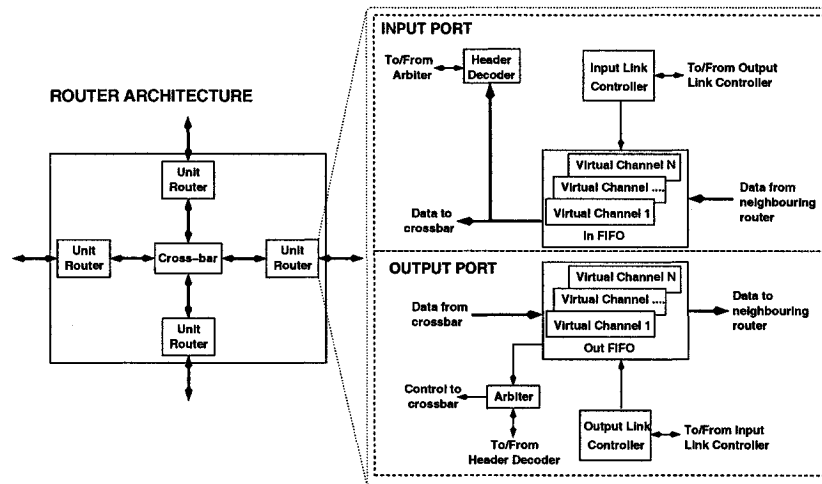 ROUTER ARCHITECTURE
Unit
Router
Unit
Router
Cross-bar
Unit
Router
Unit
Router
INPUT PORT
To/From
Arbiter
Header
Decoder
Input Link
Controller
To/From Output
Link Controller
Virtual Channel N
Virtual Channel ....
Virtual Channel 1
In FIFO
Data to
crossbar
Data from
neighbouring
router
OUTPUT PORT
Data from
crossbar
Virtual Channel N
Virtual Channel ....
Virtual Channel 1
Out FIFO
Data to
neighbouring
router
Control to
crossbar
Arbiter
To/From
Header Decoder
Output Link
Controller
To/From Input
Link Controller